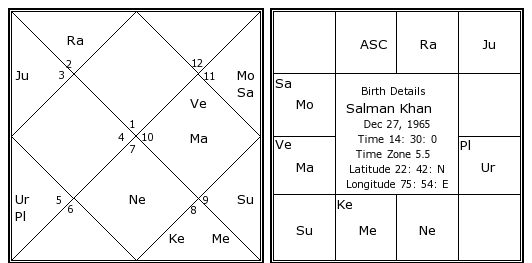 Ra
2
12
Ju
3
11
Mo
Sa
Ve
1
4
10
Ma
7
Ur
5
Ne
9
Su
Pl
6
8
Ke
Me
ASC
Ra
Ju
Sa
Mo
Birth Details
Salman Khan
Dec 27, 1965
Time 14: 30: 0
Time Zone 5.5
Latitude 22: 42: N
Longitude 75: 54: E
Ve
Ma
Pl
Ur
Su
Ke
Me
Ne